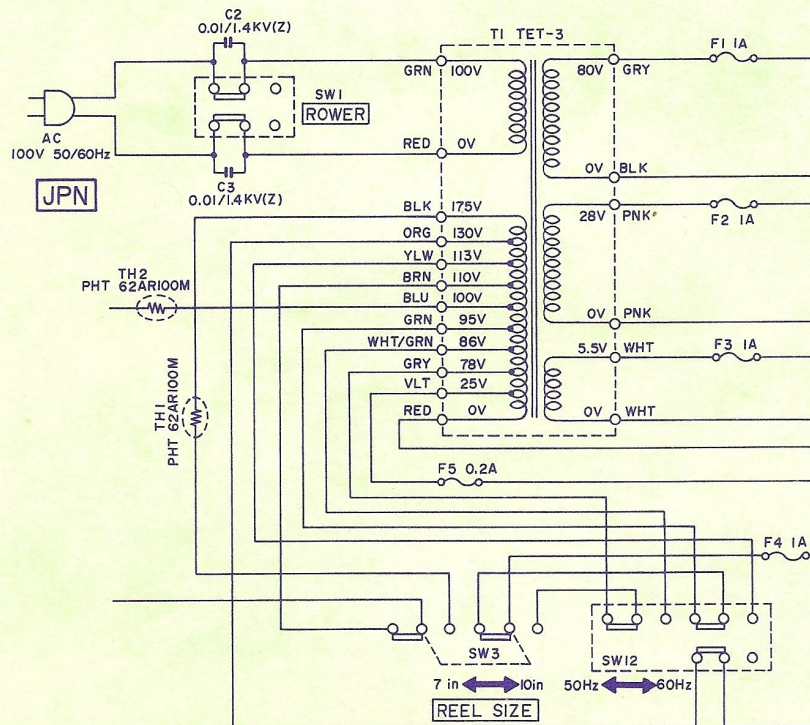 C2
0.01/1.4KV(Z)
T1 TET-3
F1 1A
GRN 100V
80V GRY
SW1
ROWER
AC
100V 50/60Hz
RED 0V
0V BLK
C3
0.01/1.4KV(Z)
JPN
BLK 175V
28V PNK
F2 1A
ORG 130V
YLW 113V
TH2
PHT 62AR100M
BRN 110V
BLU 100V
GRN 95V
0V PNK
WHT/GRN 86V
5.5V WHT
F3 1A
GRY 78V
VLT 25V
RED 0V
0V WHT
TH1
PHT 62AR100M
F5 0.2A
F4 1A
SW3
SW12
7 in 10in
50Hz 60Hz
REEL SIZE